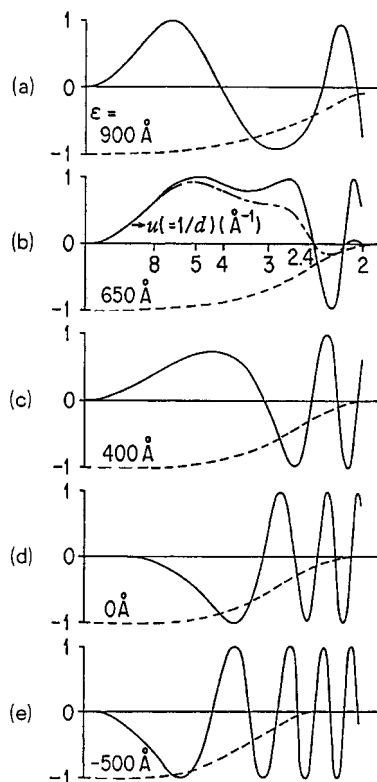 1
(a) 0
ε =
900 Å
-1
1
→u(=1/d)(Å⁻¹)
(b) 0
8 5 4 3 2.4 2
650 Å
-1
1
(c) 0
400 Å
-1
1
(d) 0
0 Å
-1
1
(e) 0
-500 Å
-1